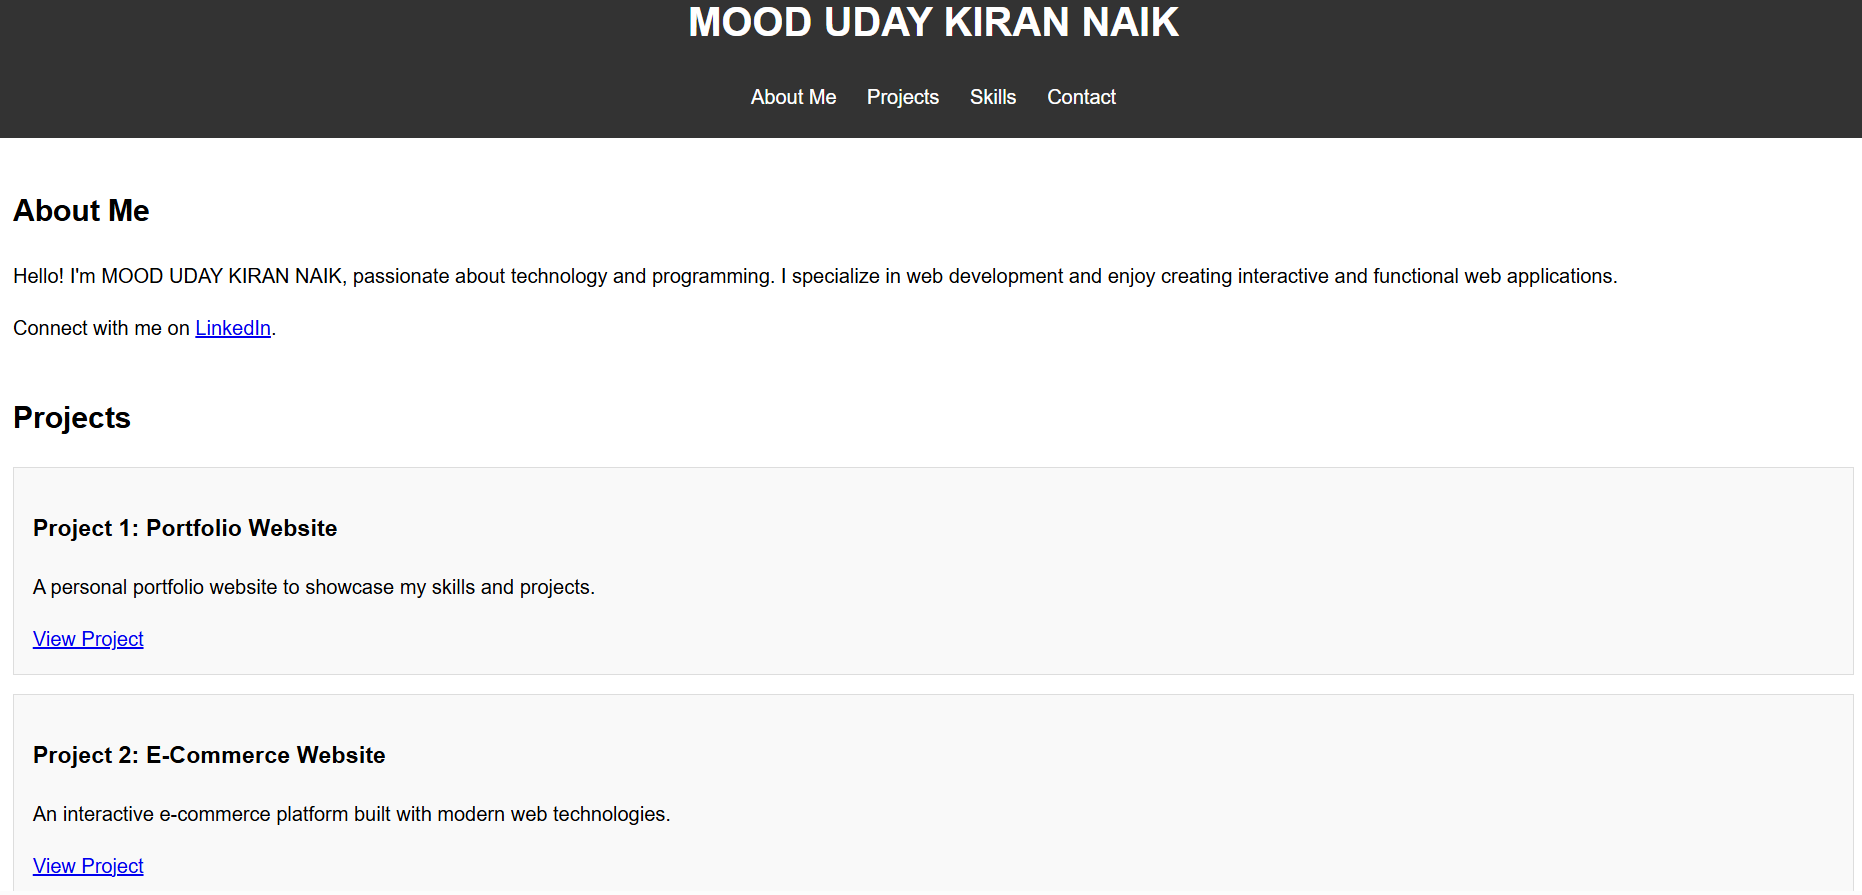 MOOD UDAY KIRAN NAIK
About Me Projects Skills Contact
About Me
Hello! I'm MOOD UDAY KIRAN NAIK, passionate about technology and programming. I specialize in web development and enjoy creating interactive and functional web applications.
Connect with me on LinkedIn.
Projects
Project 1: Portfolio Website
A personal portfolio website to showcase my skills and projects.
View Project
Project 2: E-Commerce Website
An interactive e-commerce platform built with modern web technologies.
View Project